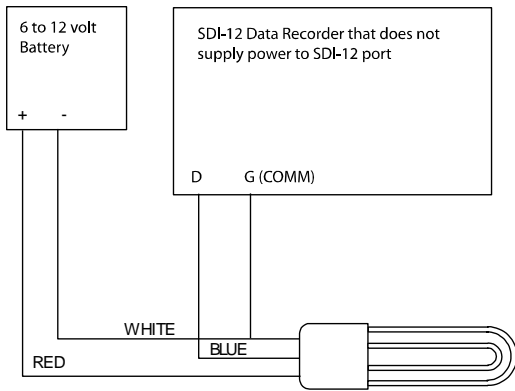 6 to 12 volt
Battery
+ -
SDI-12 Data Recorder that does not
supply power to SDI-12 port
D G (COMM)
WHITE
BLUE
RED